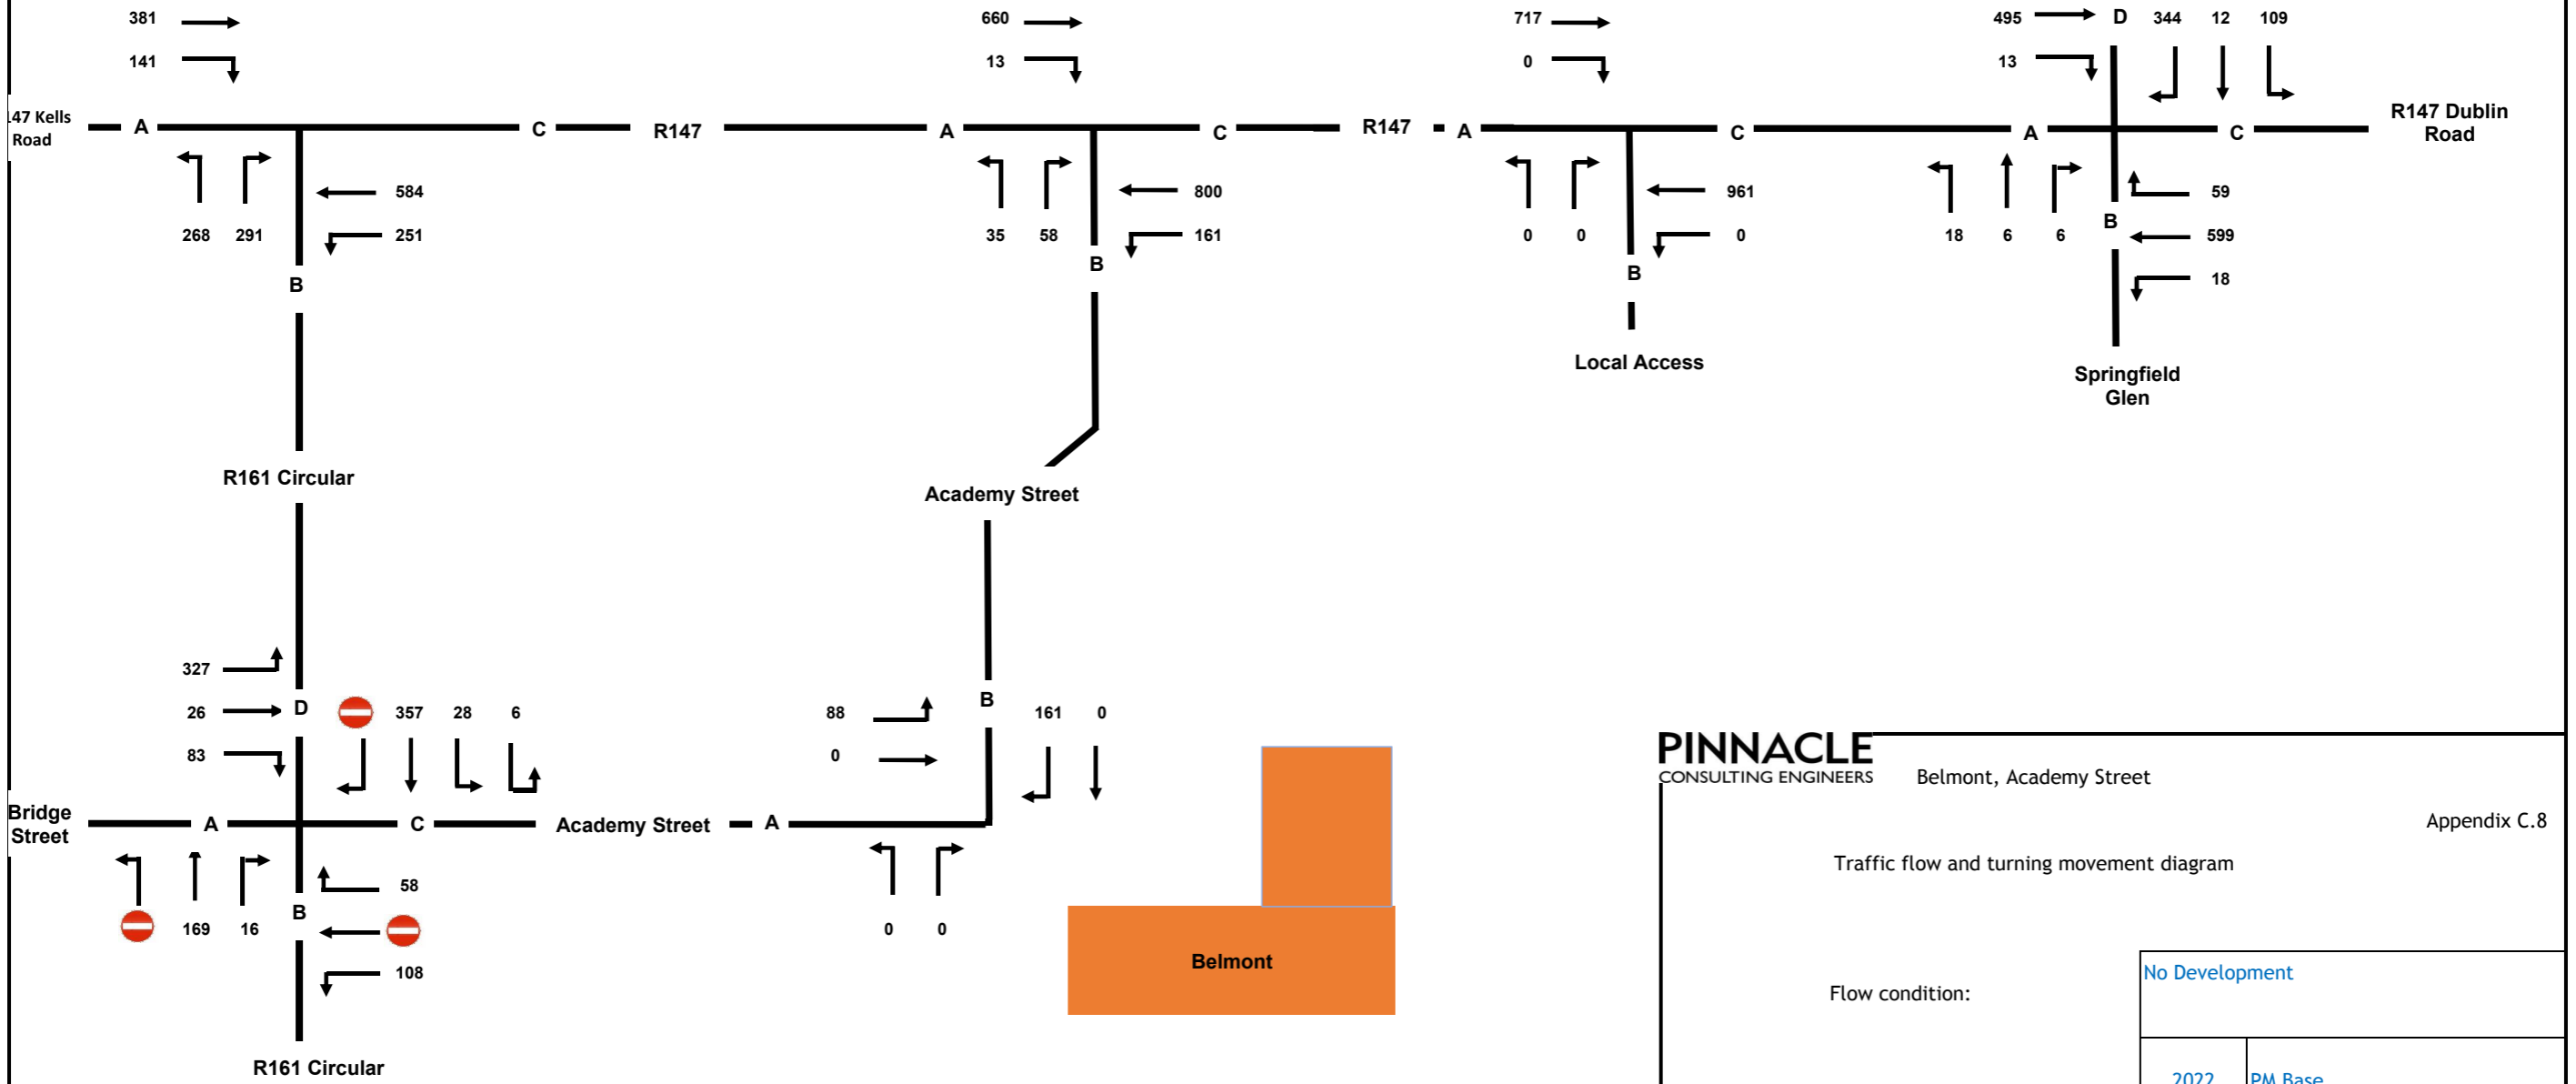 381 660 717 495 D 344 12 109
141 13 0 13
147 Kells
Road
A C R147 A C R147 A C A C
R147 Dublin
Road
584 800 961 59
268 291 251 35 58 161 0 0 0 18 6 6 B 599
B B B 18
Local Access
Springfield
Glen
R161 Circular
Academy Street
327
26 D 357 28 6 88 B 161 0
83 0
Bridge
Street
A C Academy Street A
58
169 16 B 0 0
108
Belmont
R161 Circular
PINNACLE
CONSULTING ENGINEERS
Belmont, Academy Street
Appendix C.8
Traffic flow and turning movement diagram
Flow condition:
No Development
2022 PM Base